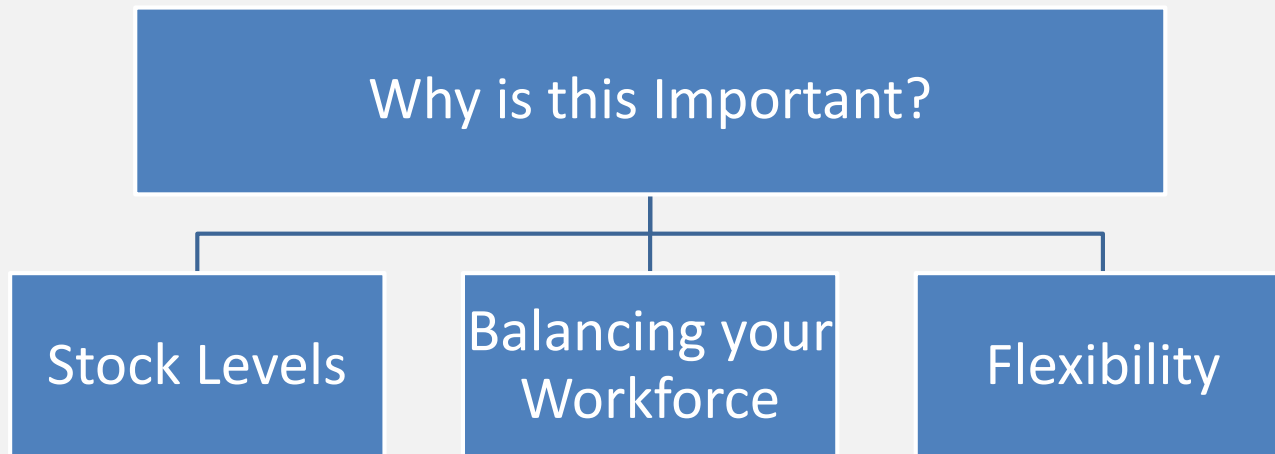 Why is this Important?
Stock Levels
Balancing your
Workforce
Flexibility